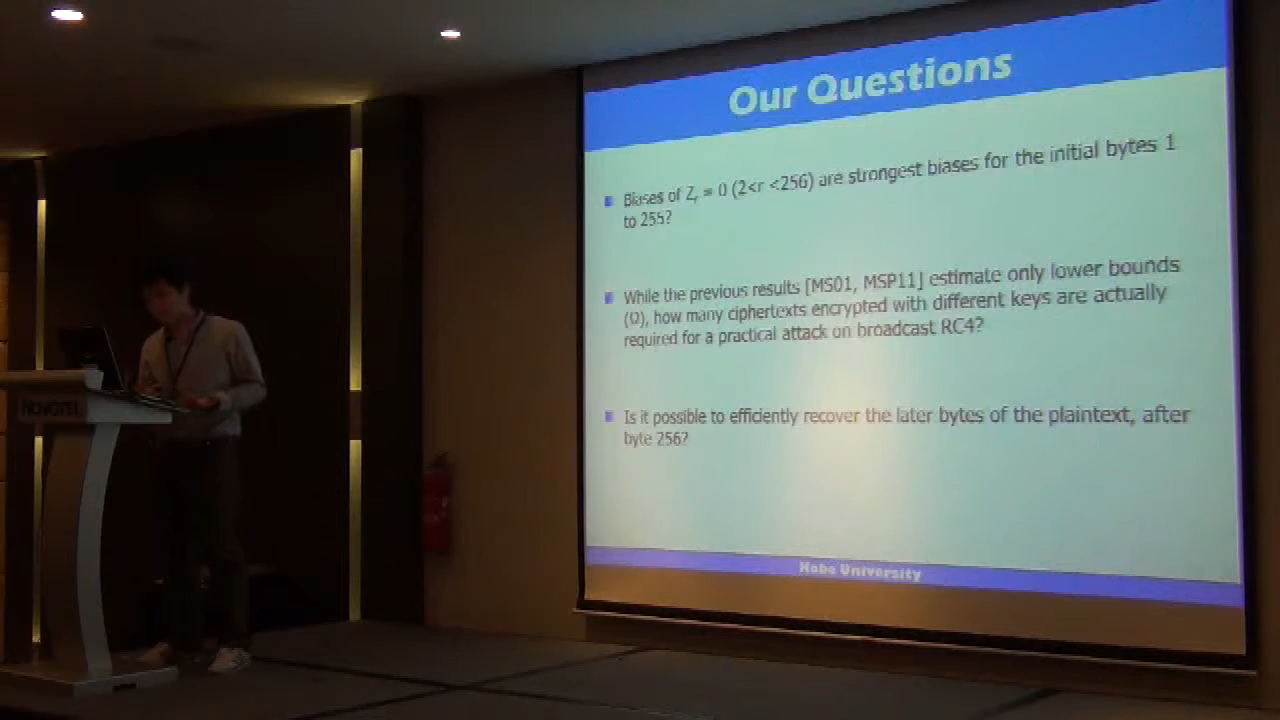 Our Questions
Biases of Zr = 0 (2<r <256) are strongest biases for the initial bytes 1
to 255?
While the previous results [MS01, MSP11] estimate only lower bounds
(Ω), how many ciphertexts encrypted with different keys are actually
required for a practical attack on broadcast RC4?
Is it possible to efficiently recover the later bytes of the plaintext, after
byte 256?
Kobe University
NOVOTEL